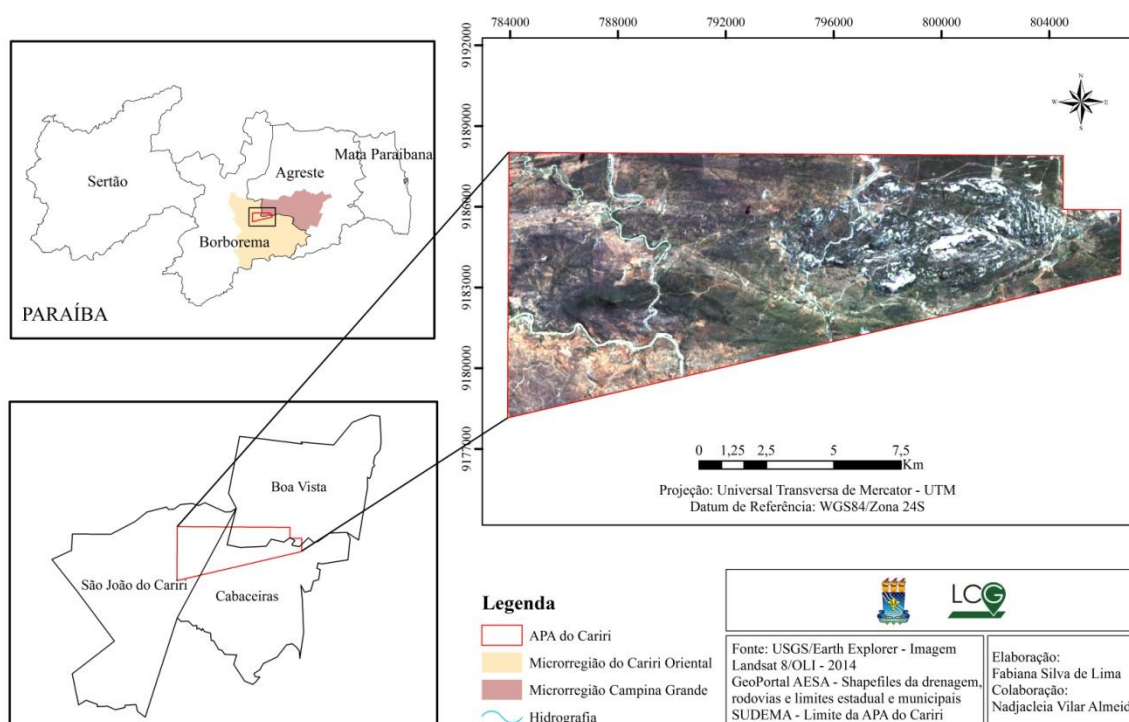 784000
788000
792000
796000
800000
804000
9192000
9189000
9186000
9183000
9180000
9177000
N
W
E
S
Sertão
Agreste
Mata Paraibana
Borborema
PARAÍBA
0
1,25
2,5
5
7,5
Km
Projeção: Universal Transversa de Mercator - UTM
Datum de Referência: WGS84/Zona 24S
Boa Vista
São João do Cariri
Cabaceiras
Legenda
APA do Cariri
Microrregião do Cariri Oriental
Microrregião Campina Grande
Hidrografia
LCG
Fonte: USGS/Earth Explorer - Imagem
Landsat 8/OLI - 2014
GeoPortal AESA - Shapefiles da drenagem,
rodovias e limites estadual e municipais
SUDEMA - Limite da APA do Cariri
Elaboração:
Fabiana Silva de Lima
Colaboração:
Nadjacleia Vilar Almeid